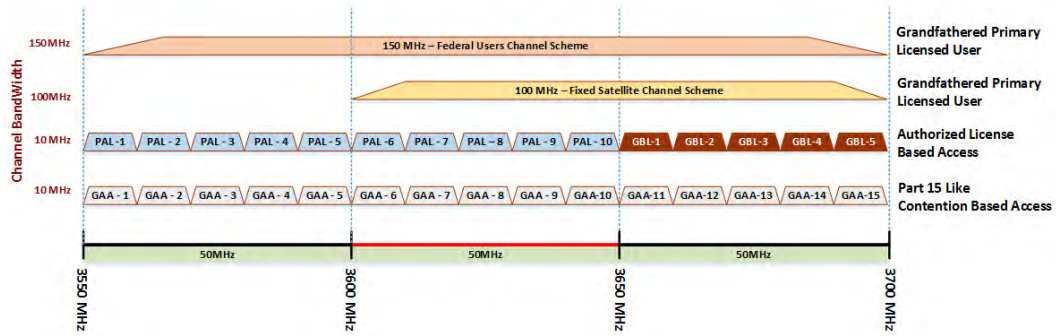 Channel BandWidth
150MHz
150 MHz – Federal Users Channel Scheme
Grandfathered Primary
Licensed User
100MHz
100 MHz – Fixed Satellite Channel Scheme
Grandfathered Primary
Licensed User
10MHz
PAL -1 PAL - 2 PAL - 3 PAL - 4 PAL - 5 PAL -6 PAL - 7 PAL – 8 PAL - 9 PAL - 10 GBL-1 GBL-2 GBL-3 GBL-4 GBL-5
Authorized License
Based Access
10MHz
GAA - 1 GAA - 2 GAA - 3 GAA - 4 GAA - 5 GAA - 6 GAA - 7 GAA - 8 GAA - 9 GAA-10 GAA-11 GAA-12 GAA-13 GAA-14 GAA-15
Part 15 Like
Contention Based Access
50MHz 50MHz 50MHz
3550 MHz
3600 MHz
3650 MHz
3700 MHz